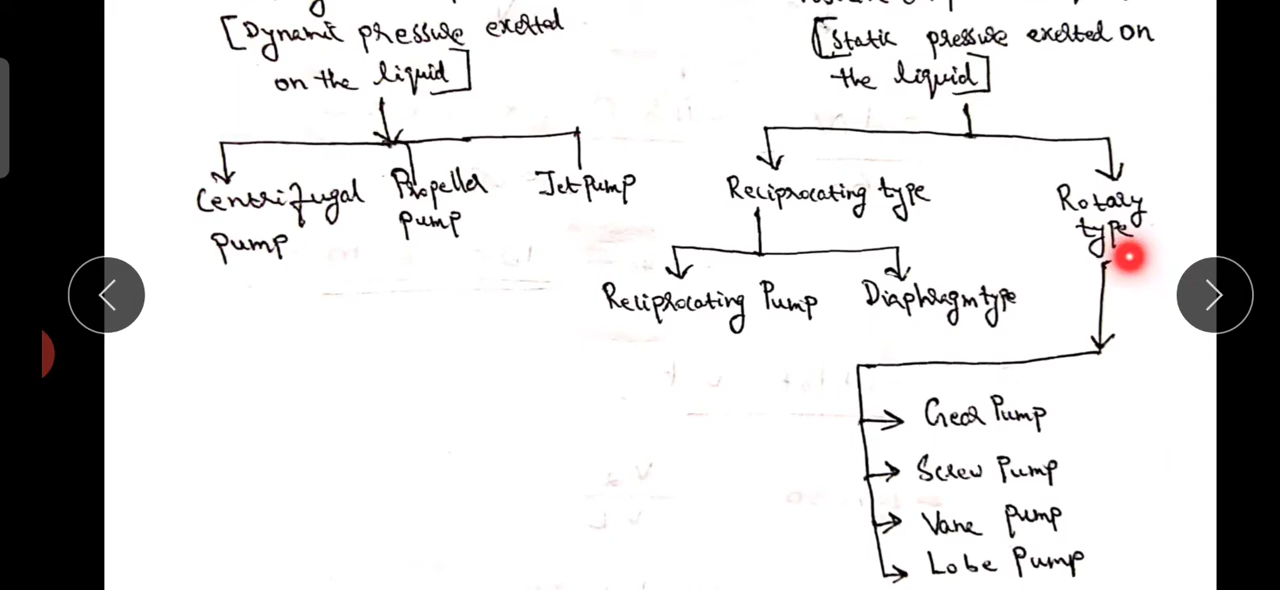 [Dynamic pressure exerted
on the liquid]
[Static pressure exerted on
the liquid]
Centrifugal
pump
Propeller
pump
Jet pump
Reciprocating type
Rotary
type
Reciprocating Pump
Diaphragm type
Gear Pump
Screw Pump
Vane pump
Lobe Pump